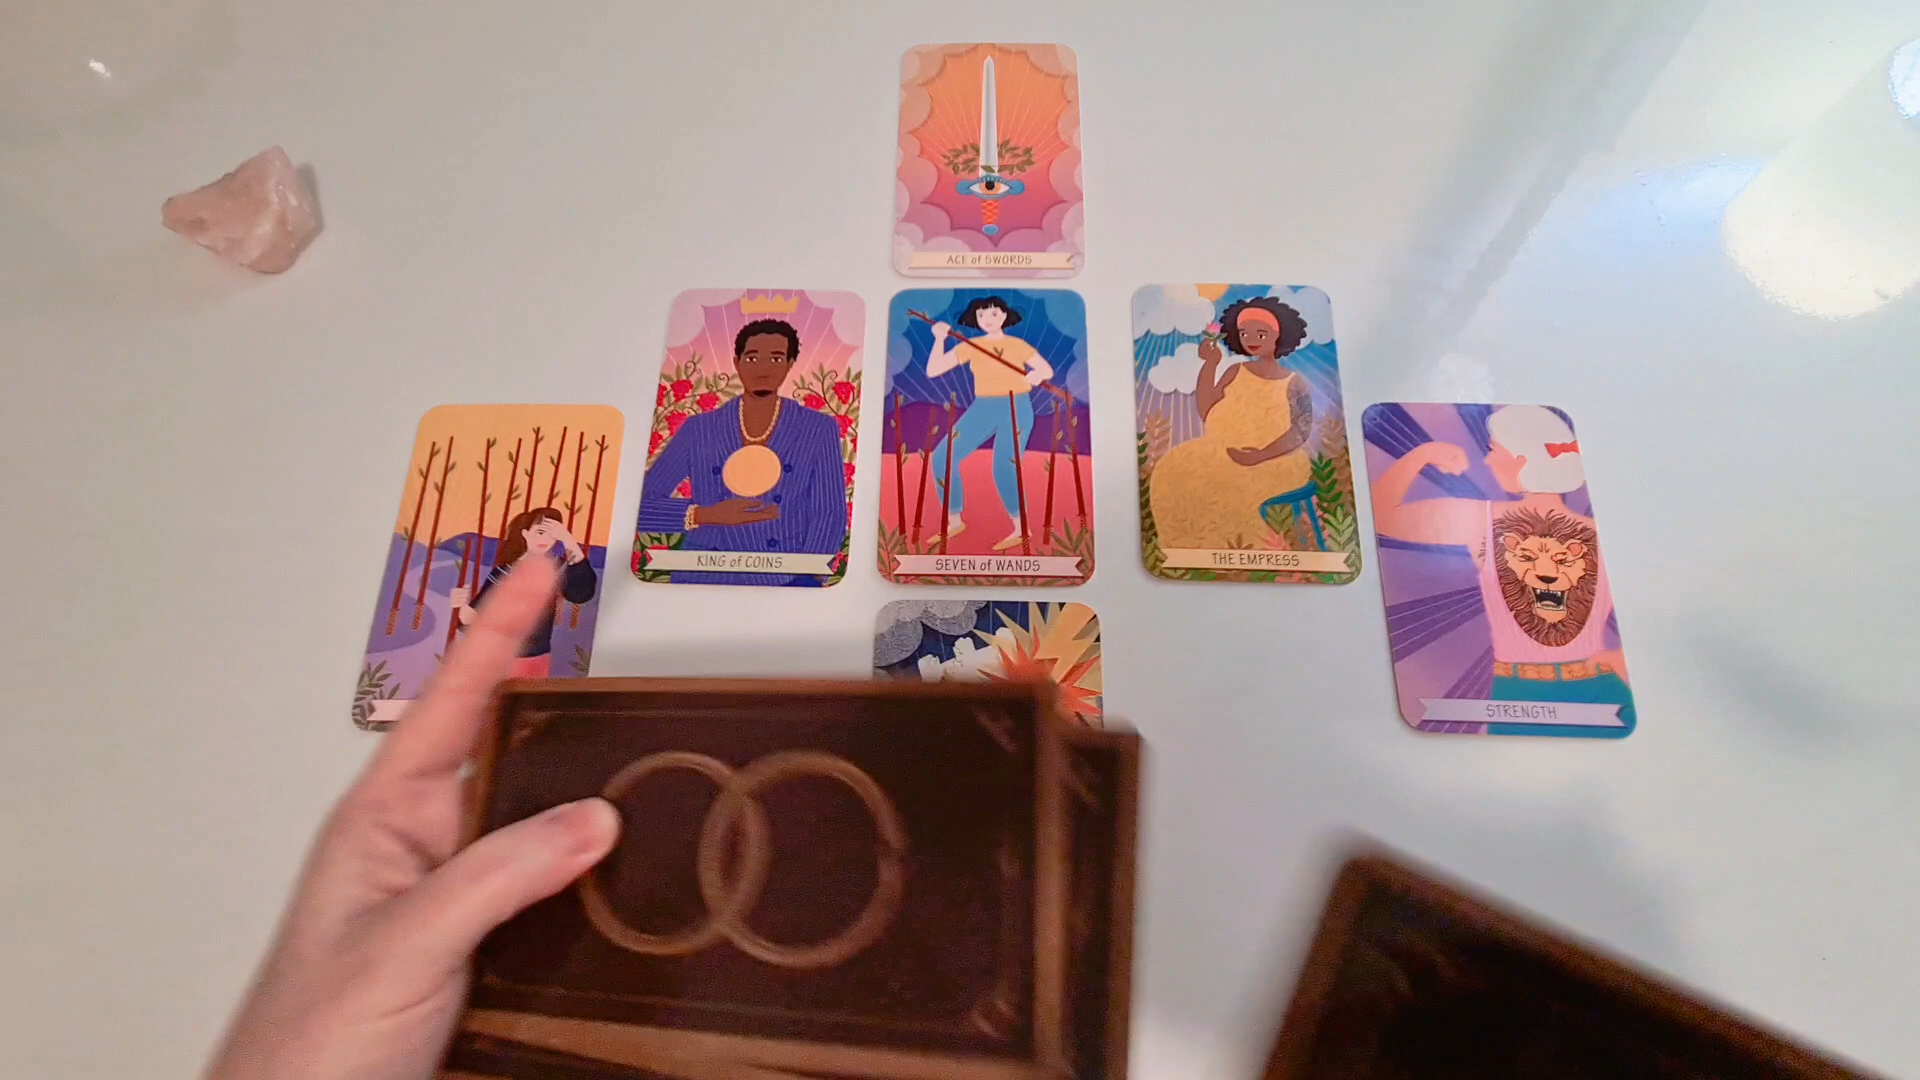 ACE of SWORDS
KING of COINS
SEVEN of WANDS
THE EMPRESS
STRENGTH